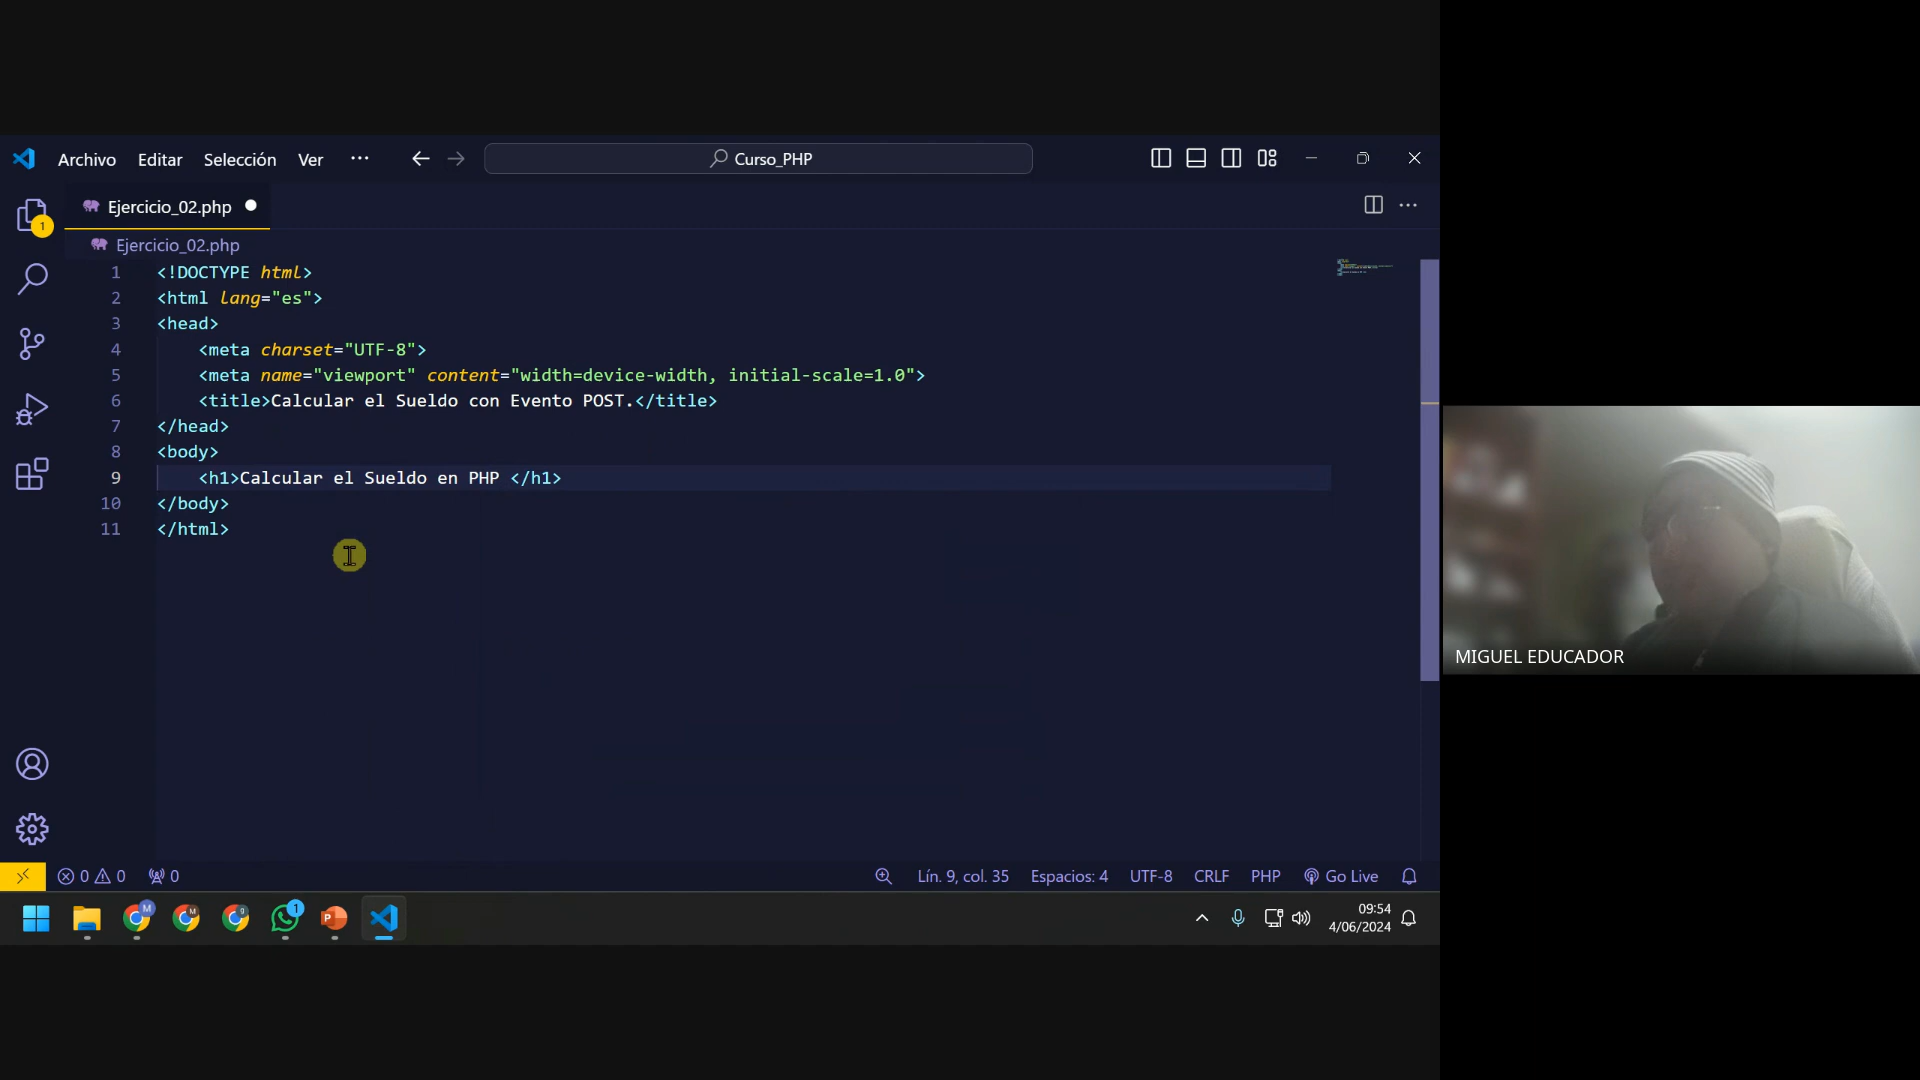 Archivo Editar Selección Ver ··· Curso_PHP
Ejercicio_02.php
1
Ejercicio_02.php
1 <!DOCTYPE html>
2 <html lang="es">
3 <head>
4 <meta charset="UTF-8">
5 <meta name="viewport" content="width=device-width, initial-scale=1.0">
6 <title>Calcular el Sueldo con Evento POST.</title>
7 </head>
8 <body>
9 <h1>Calcular el Sueldo en PHP </h1>
10 </body>
11 </html>
MIGUEL EDUCADOR
0 0 0 Lín. 9, col. 35 Espacios: 4 UTF-8 CRLF PHP Go Live
M M g 1 P
09:54
4/06/2024